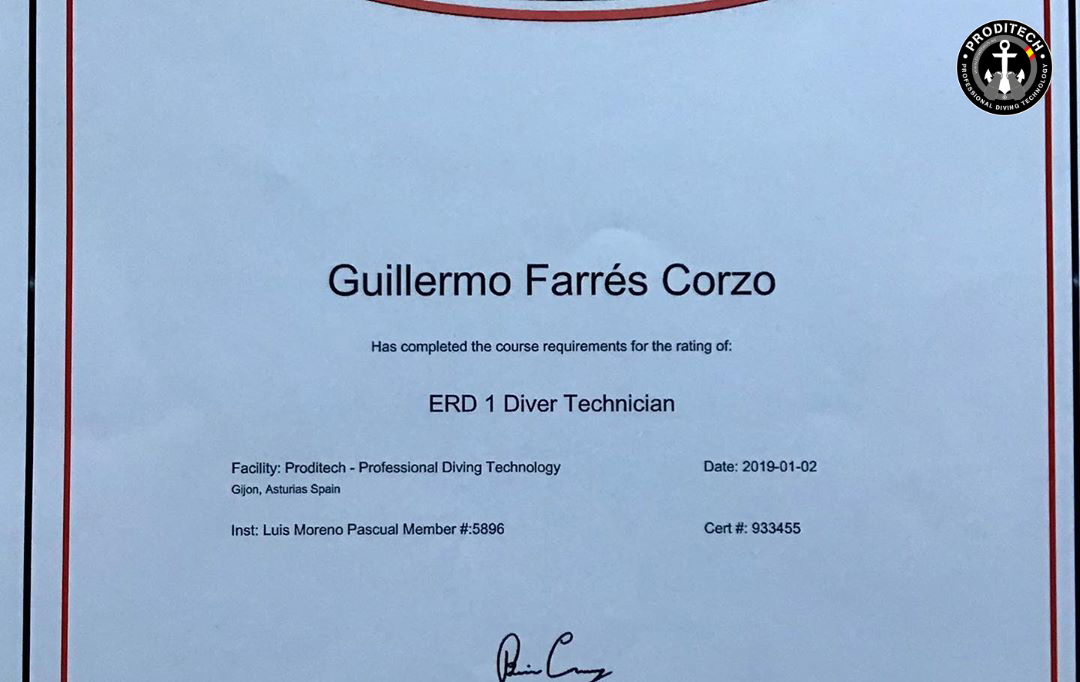 PRODITECH
PROFESSIONAL DIVING TECHNOLOGY
Guillermo Farrés Corzo
Has completed the course requirements for the rating of:
ERD 1 Diver Technician
Facility: Proditech - Professional Diving Technology
Date: 2019-01-02
Gijon, Asturias Spain
Inst: Luis Moreno Pascual Member #:5896
Cert #: 933455